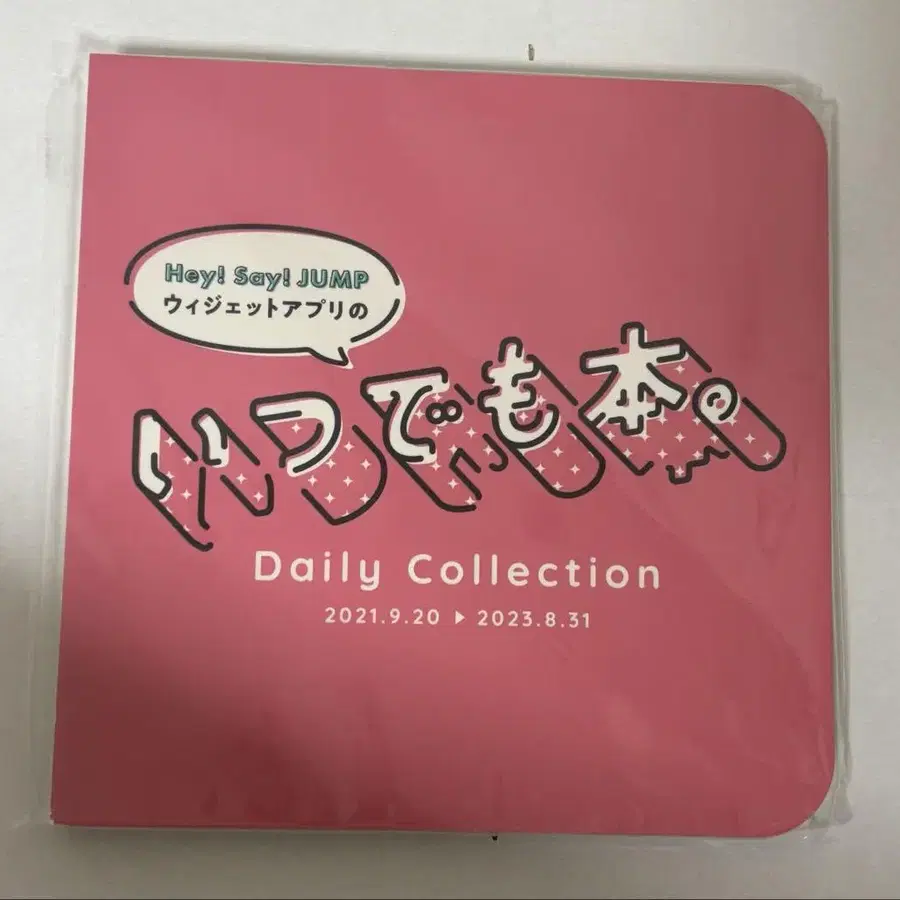 Hey! Say! JUMP
ウィジェットアプリの
いつでも本。
Daily Collection
2021.9.20 ▶ 2023.8.31